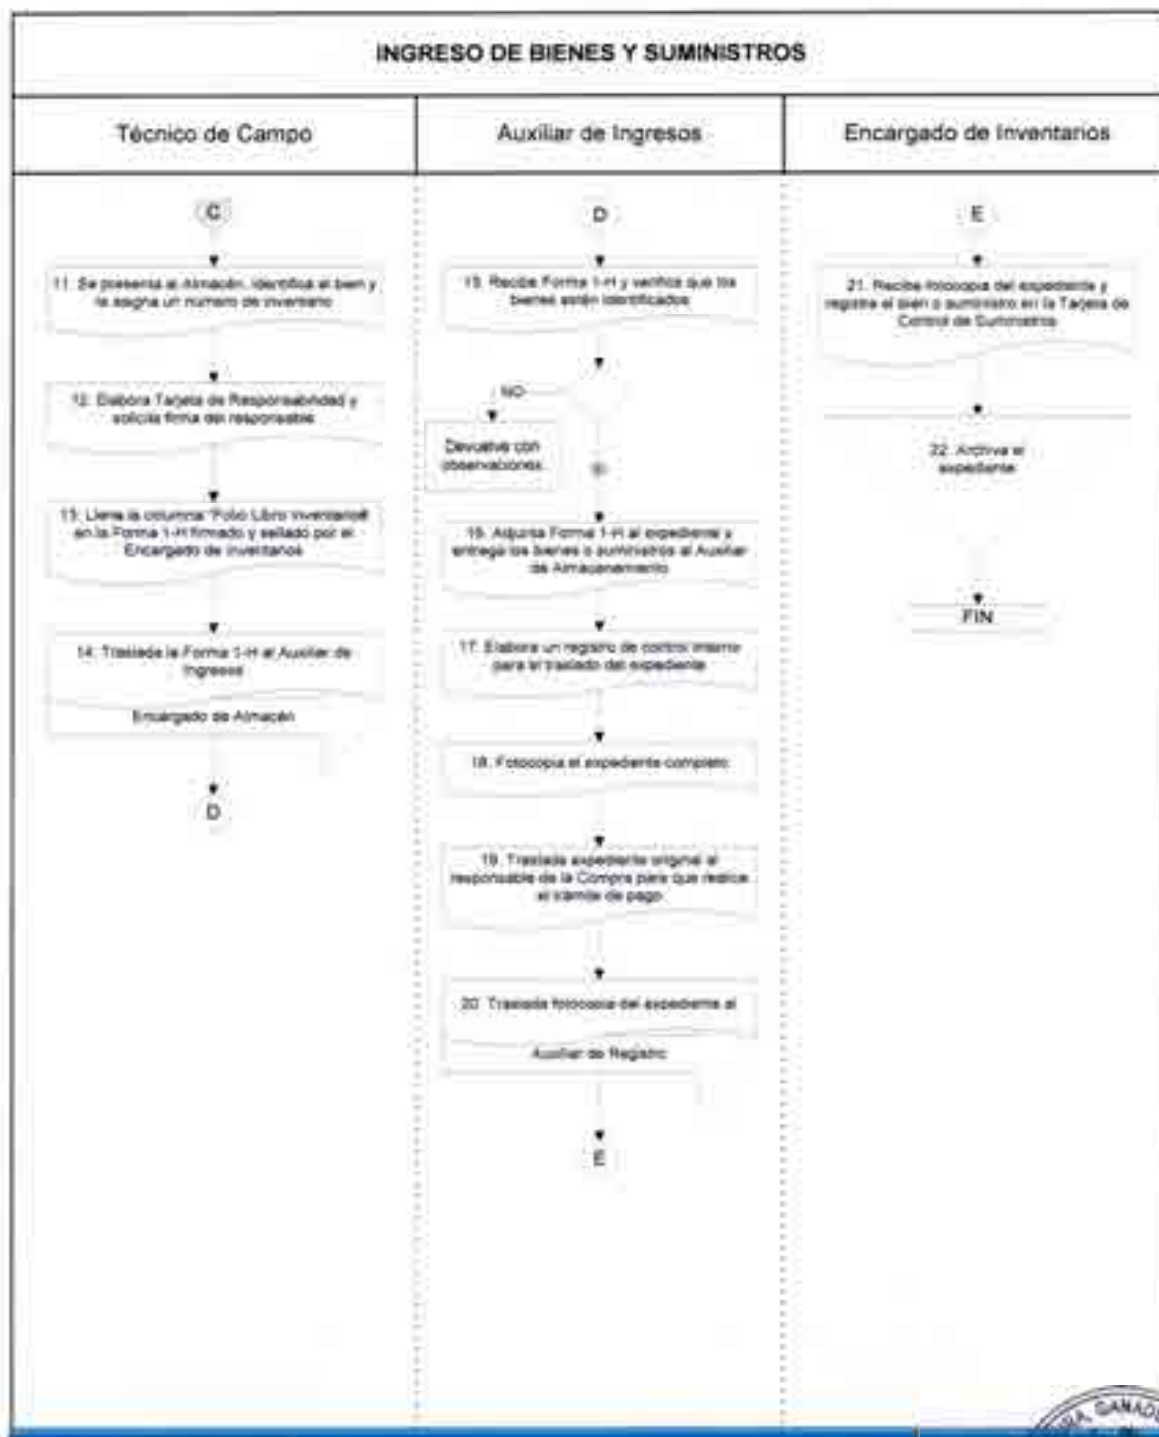 INGRESO DE BIENES Y SUMINISTROS
Técnico de Campo
Auxiliar de Ingresos
Encargado de Inventarios
C
11. Se presenta al Almacén, identifica el bien y
le asigna un número de inventario
12. Elabora Tarjeta de Responsabilidad y
solicita firma del responsable
13. Llena la columna "Folio Libro Inventarios"
en la Forma 1-H firmado y sellado por el
Encargado de Inventarios
14. Traslada la Forma 1-H al Auxiliar de
Ingresos
Encargado de Almacén
D
D
15. Recibe Forma 1-H y verifica que los
bienes estén identificados
NO
Devuelve con
observaciones
SI
16. Adjunta Forma 1-H al expediente y
entrega los bienes o suministros al Auxiliar
de Almacenamiento
17. Elabora un registro de control interno
para el traslado del expediente
18. Fotocopia el expediente completo
19. Traslada expediente original al
responsable de la Compra para que realice
el trámite de pago
20. Traslada fotocopia del expediente al
Auxiliar de Registro
E
E
21. Recibe fotocopia del expediente y
registra el bien o suministro en la Tarjeta de
Control de Suministros
22. Archiva el
expediente
FIN